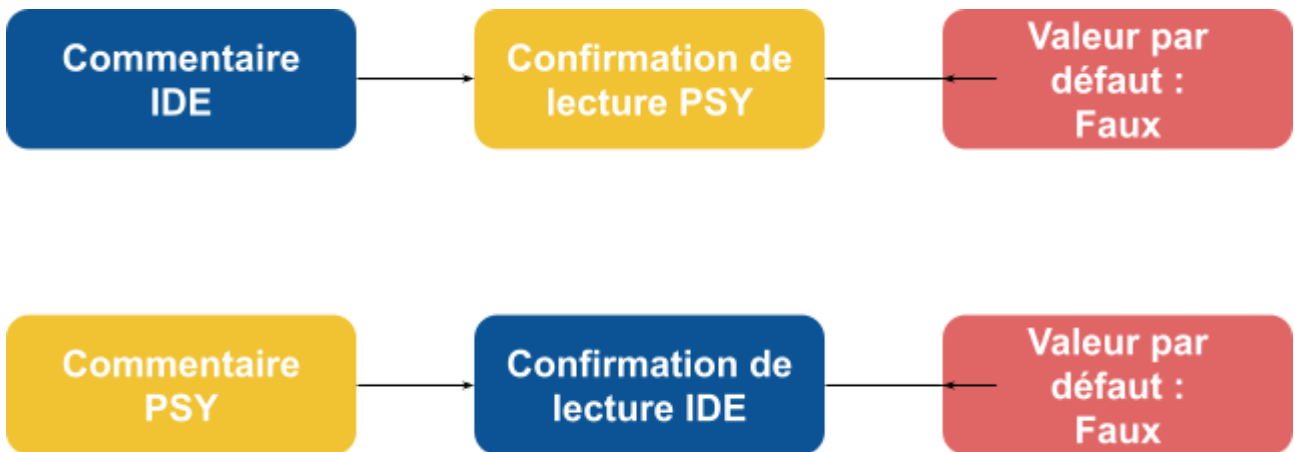 Commentaire
IDE
Confirmation de
lecture PSY
Valeur par
défaut :
Faux
Commentaire
PSY
Confirmation de
lecture IDE
Valeur par
défaut :
Faux